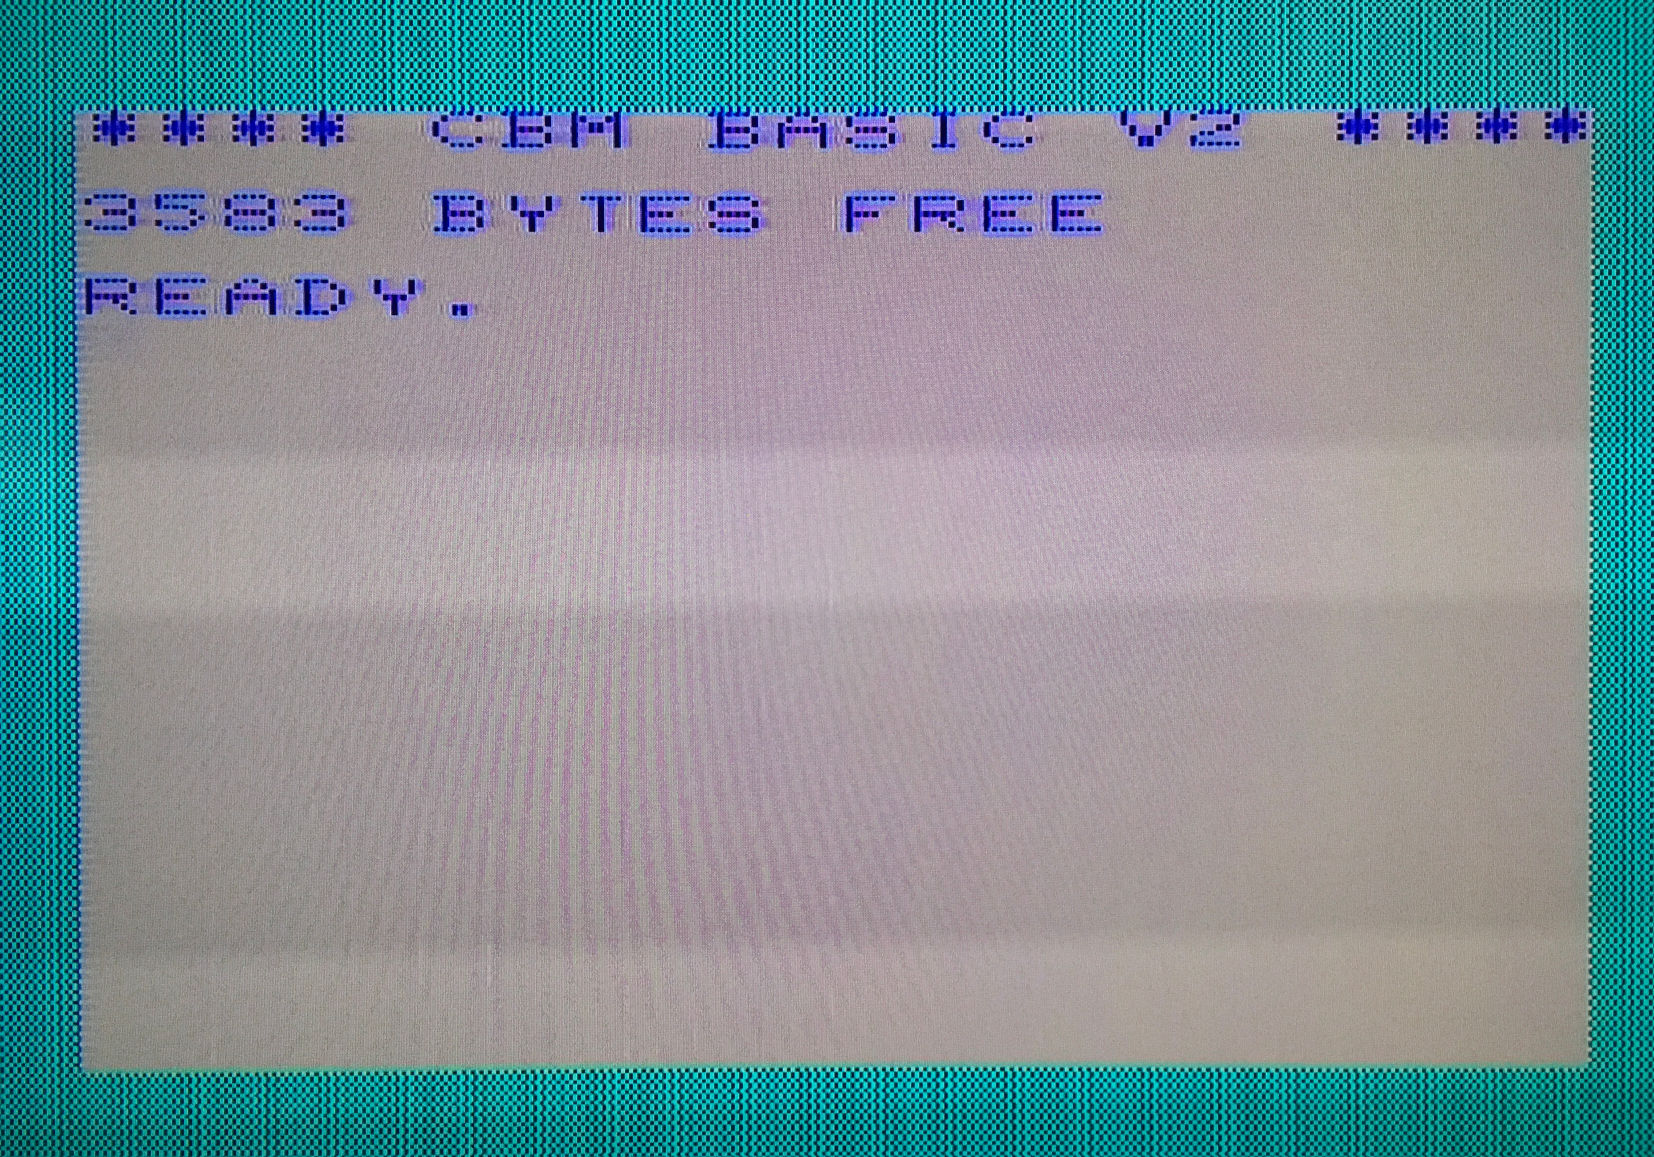 **** CBM BASIC V2 ****
3583 BYTES FREE
READY.